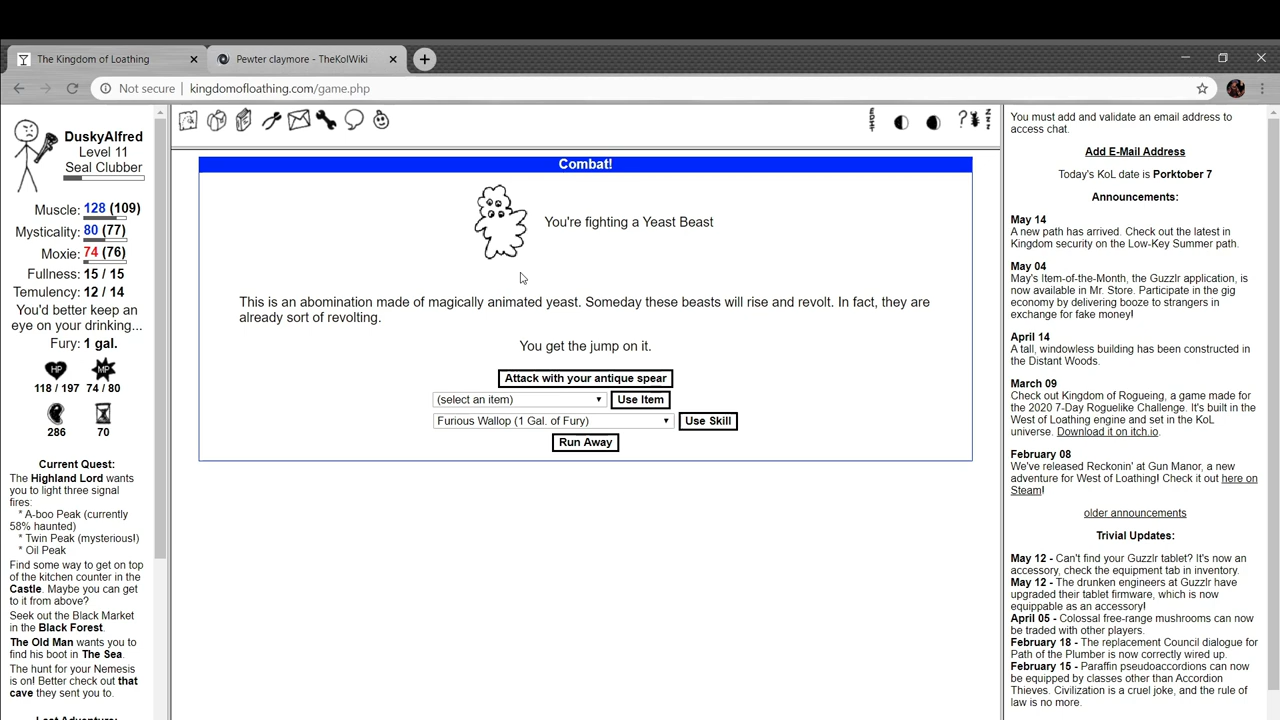 The Kingdom of Loathing
Pewter claymore - TheKolWiki
Not secure
kingdomofloathing.com/game.php
DuskyAlfred
Level 11
Seal Clubber
Muscle: 128 (109)
Mysticality: 80 (77)
Moxie: 74 (76)
Fullness: 15 / 15
Temulency: 12 / 14
You'd better keep an
eye on your drinking...
Fury: 1 gal.
HP
MP
118 / 197
74 / 80
286
70
Current Quest:
The Highland Lord wants
you to light three signal
fires:
* A-boo Peak (currently
58% haunted)
* Twin Peak (mysterious!)
* Oil Peak
Find some way to get on top
of the kitchen counter in the
Castle. Maybe you can get
to it from above?
Seek out the Black Market
in the Black Forest.
The Old Man wants you to
find his boot in The Sea.
The hunt for your Nemesis
is on! Better check out that
cave they sent you to.
Last Adventure:
Combat!
You're fighting a Yeast Beast
This is an abomination made of magically animated yeast. Someday these beasts will rise and revolt. In fact, they are
already sort of revolting.
You get the jump on it.
Attack with your antique spear
(select an item)
Use Item
Furious Wallop (1 Gal. of Fury)
Use Skill
Run Away
You must add and validate an email address to
access chat.
Add E-Mail Address
Today's KoL date is Porktober 7
Announcements:
May 14
A new path has arrived. Check out the latest in
Kingdom security on the Low-Key Summer path.
May 04
May's Item-of-the-Month, the Guzzlr application, is
now available in Mr. Store. Participate in the gig
economy by delivering booze to strangers in
exchange for fake money!
April 14
A tall, windowless building has been constructed in
the Distant Woods.
March 09
Check out Kingdom of Rogueing, a game made for
the 2020 7-Day Roguelike Challenge. It's built in the
West of Loathing engine and set in the KoL
universe. Download it on itch.io.
February 08
We've released Reckonin' at Gun Manor, a new
adventure for West of Loathing! Check it out here on
Steam!
older announcements
Trivial Updates:
May 12 - Can't find your Guzzlr tablet? It's now an
accessory, check the equipment tab in inventory.
May 12 - The drunken engineers at Guzzlr have
upgraded their tablet firmware, which is now
equippable as an accessory!
April 05 - Colossal free-range mushrooms can now
be traded with other players.
February 18 - The replacement Council dialogue for
Path of the Plumber is now correctly wired up.
February 15 - Paraffin pseudoaccordions can now
be equipped by classes other than Accordion
Thieves. Civilization is a cruel joke, and the rule of
law is no more.